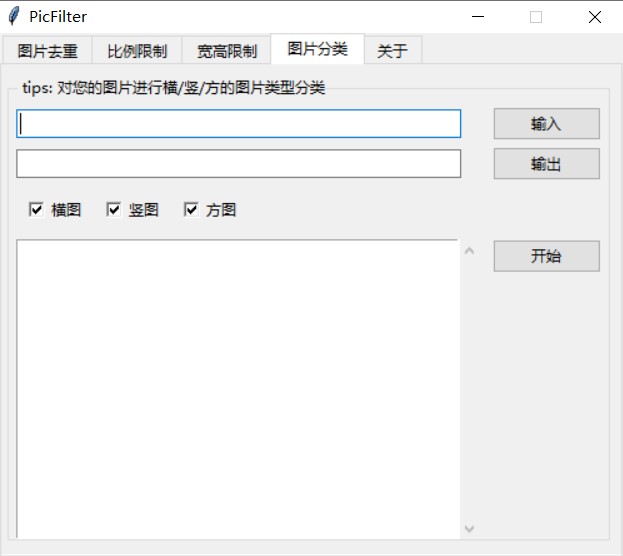 PicFilter
图片去重 比例限制 宽高限制 图片分类 关于
tips: 对您的图片进行横/竖/方的图片类型分类
输入
输出
横图 竖图 方图
开始